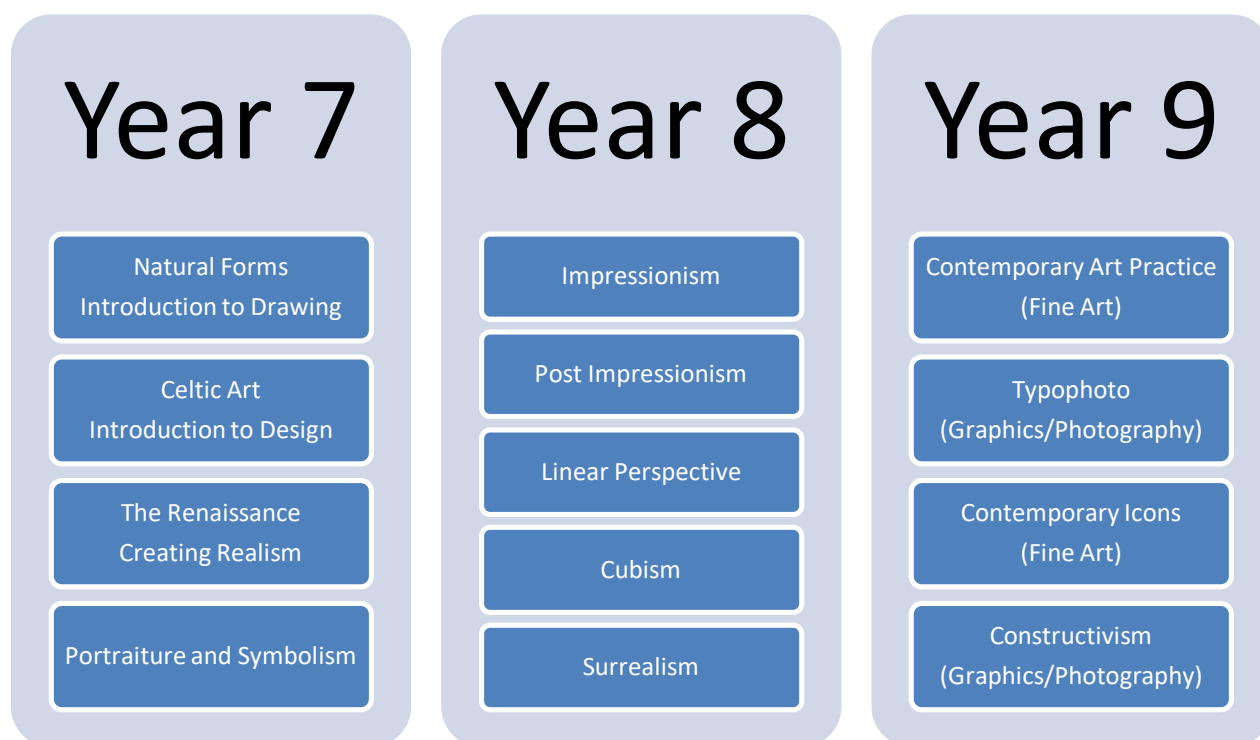 Year 7
Natural Forms
Introduction to Drawing
Celtic Art
Introduction to Design
The Renaissance
Creating Realism
Portraiture and Symbolism
Year 8
Impressionism
Post Impressionism
Linear Perspective
Cubism
Surrealism
Year 9
Contemporary Art Practice
(Fine Art)
Typophoto
(Graphics/Photography)
Contemporary Icons
(Fine Art)
Constructivism
(Graphics/Photography)